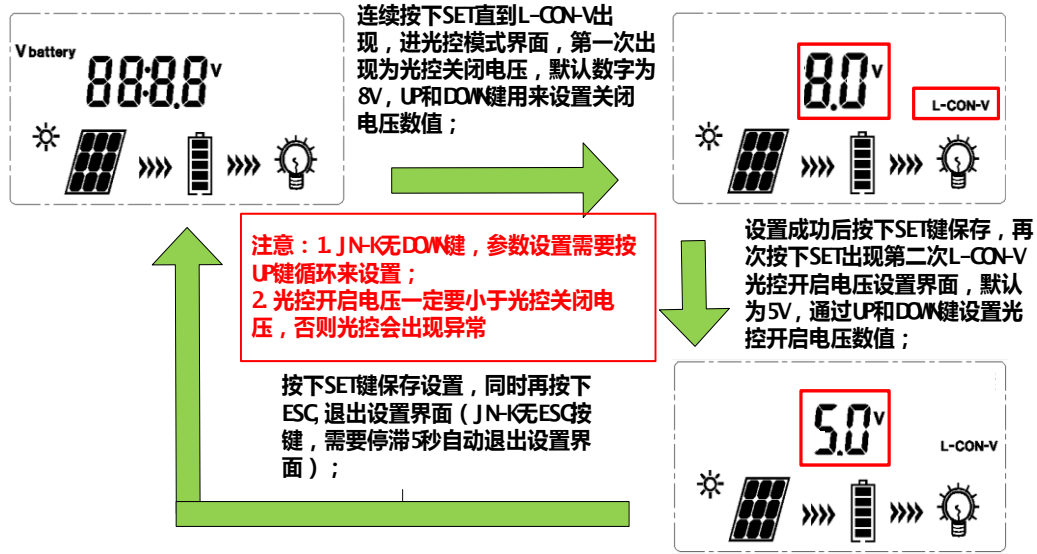 V battery
88:8.8V
连续按下SET直到L-CON-V出
现，进光控模式界面，第一次出
现为光控关闭电压，默认数字为
8V，UP和DOWN键用来设置关闭
电压数值；
8.0V
L-CON-V
注意：1. JN-K无DOWN键，参数设置需要按
UP键循环来设置；
2. 光控开启电压一定要小于光控关闭电
压，否则光控会出现异常
设置成功后按下SET键保存，再
次按下SET出现第二次L-CON-V
光控开启电压设置界面，默认
为5V，通过UP和DOWN键设置光
控开启电压数值；
按下SET键保存设置，同时再按下
ESC, 退出设置界面（JN-K无ESC按
键，需要停滞5秒自动退出设置界
面）；
5.0V
L-CON-V